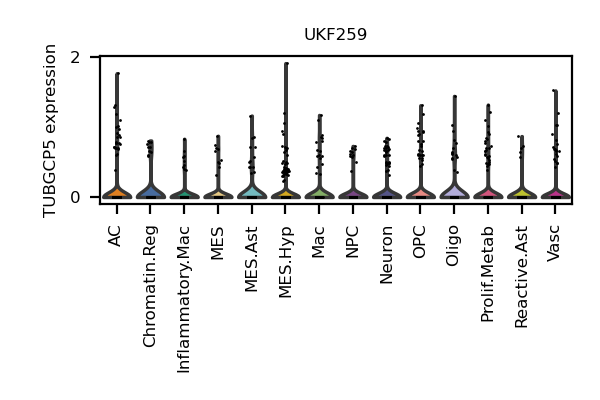 UKF259
TUBGCP5 expression
2
0
AC
Chromatin.Reg
Inflammatory.Mac
MES
MES.Ast
MES.Hyp
Mac
NPC
Neuron
OPC
Oligo
Prolif.Metab
Reactive.Ast
Vasc